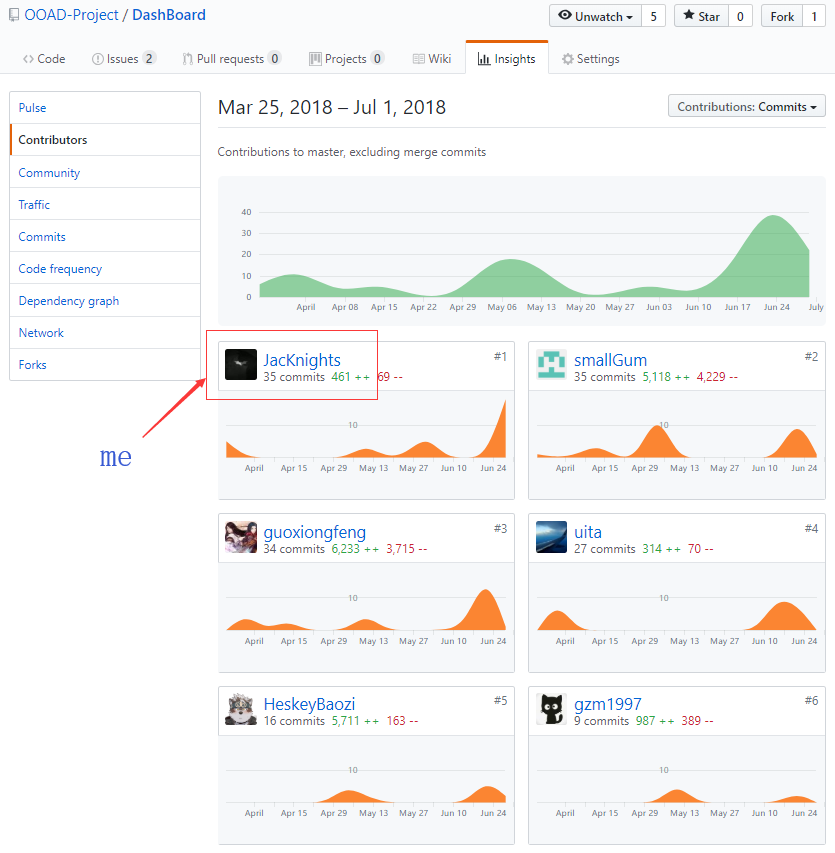 OOAD-Project / DashBoard
Unwatch 5 Star 0 Fork 1
Code Issues 2 Pull requests 0 Projects 0 Wiki Insights Settings
Pulse
Contributors
Community
Traffic
Commits
Code frequency
Dependency graph
Network
Forks
me
Mar 25, 2018 – Jul 1, 2018
Contributions: Commits
Contributions to master, excluding merge commits
40
30
20
10
0
April Apr 08 Apr 15 Apr 22 Apr 29 May 06 May 13 May 20 May 27 Jun 03 Jun 10 Jun 17 Jun 24 July
JacKnights #1
35 commits 461 ++ 69 --
10
April Apr 15 Apr 29 May 13 May 27 Jun 10 Jun 24
smallGum #2
35 commits 5,118 ++ 4,229 --
10
April Apr 15 Apr 29 May 13 May 27 Jun 10 Jun 24
guoxiongfeng #3
34 commits 6,233 ++ 3,715 --
10
April Apr 15 Apr 29 May 13 May 27 Jun 10 Jun 24
uita #4
27 commits 314 ++ 70 --
10
April Apr 15 Apr 29 May 13 May 27 Jun 10 Jun 24
HeskeyBaozi #5
16 commits 5,711 ++ 163 --
10
April Apr 15 Apr 29 May 13 May 27 Jun 10 Jun 24
gzm1997 #6
9 commits 987 ++ 389 --
10
April Apr 15 Apr 29 May 13 May 27 Jun 10 Jun 24